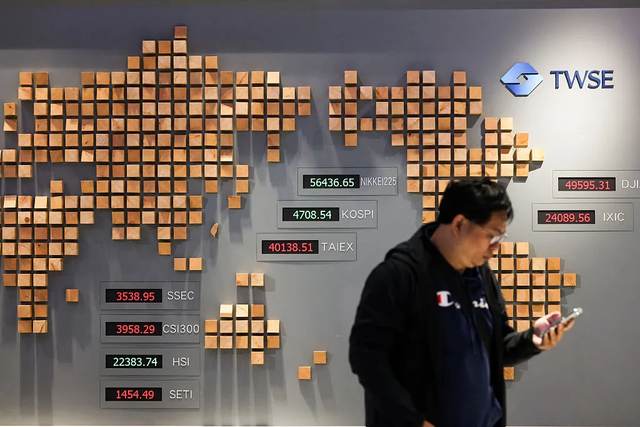 TWSE
56436.65 NIKKEI225
4708.54 KOSPI
40138.51 TAIEX
49595.31 DJI
24089.56 IXIC
3538.95 SSEC
3958.29 CSI300
22383.74 HSI
1454.49 SETI
Champion